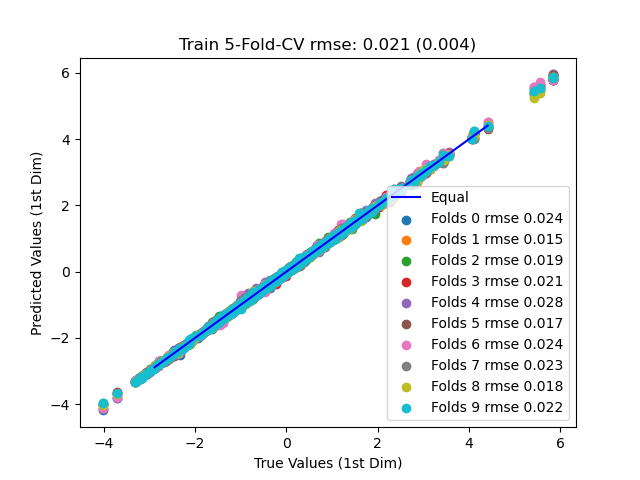 Train 5-Fold-CV rmse: 0.021 (0.004)
Predicted Values (1st Dim)
6
4
2
0
−2
−4
Equal
Folds 0 rmse 0.024
Folds 1 rmse 0.015
Folds 2 rmse 0.019
Folds 3 rmse 0.021
Folds 4 rmse 0.028
Folds 5 rmse 0.017
Folds 6 rmse 0.024
Folds 7 rmse 0.023
Folds 8 rmse 0.018
Folds 9 rmse 0.022
−4 −2 0 2 4 6
True Values (1st Dim)